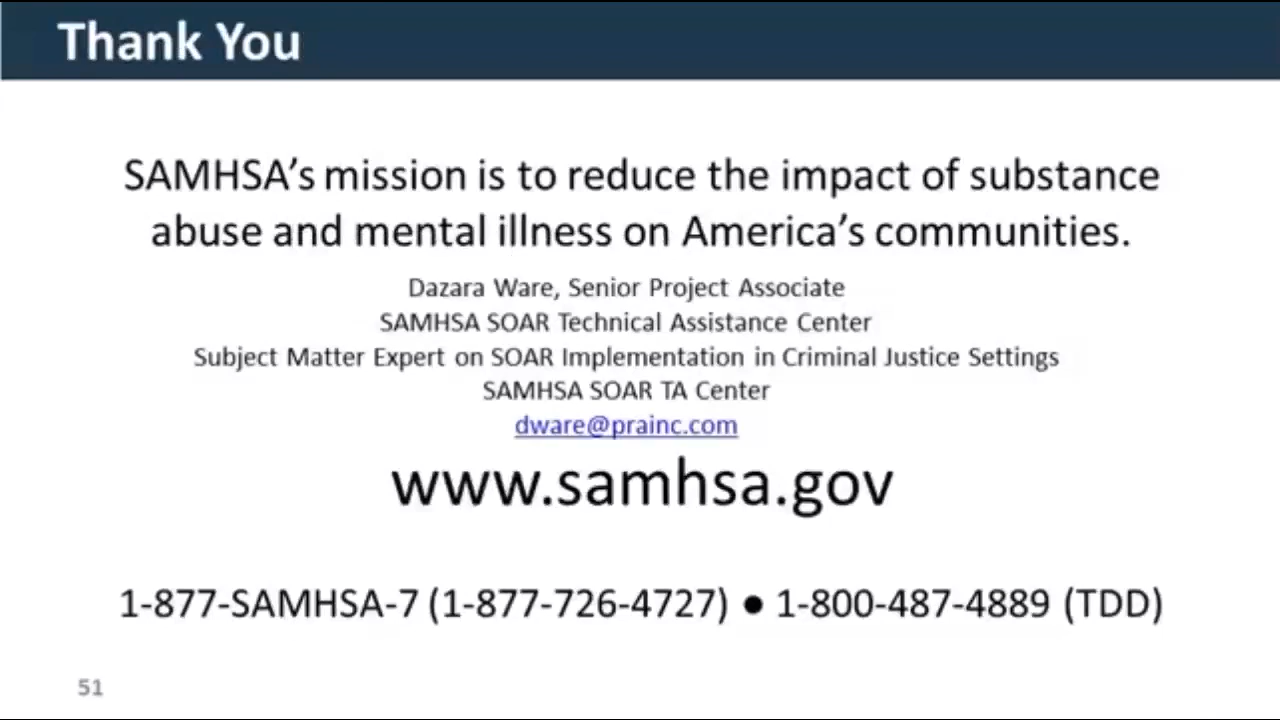 Thank You
SAMHSA’s mission is to reduce the impact of substance
abuse and mental illness on America’s communities.
Dazara Ware, Senior Project Associate
SAMHSA SOAR Technical Assistance Center
Subject Matter Expert on SOAR Implementation in Criminal Justice Settings
SAMHSA SOAR TA Center
dware@prainc.com
www.samhsa.gov
1-877-SAMHSA-7 (1-877-726-4727) ● 1-800-487-4889 (TDD)
51